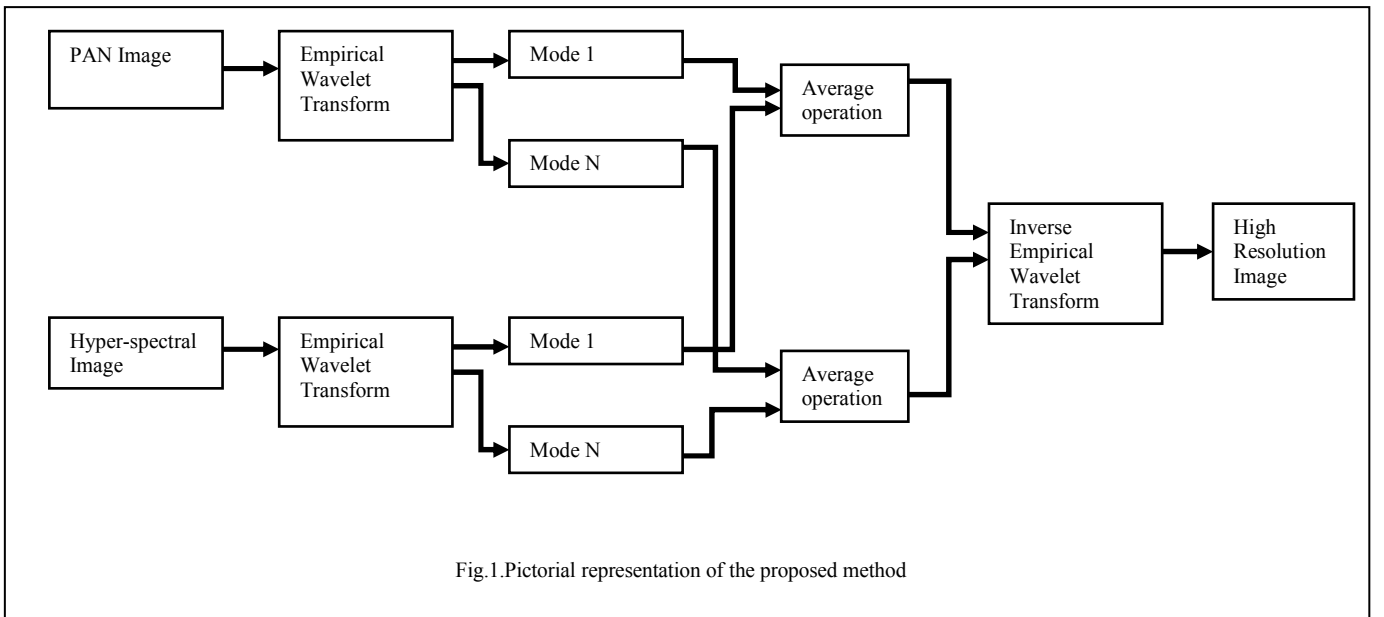 PAN Image
Empirical
Wavelet
Transform
Mode 1
Mode N
Average
operation
Hyper-spectral
Image
Empirical
Wavelet
Transform
Mode 1
Mode N
Average
operation
Inverse
Empirical
Wavelet
Transform
High
Resolution
Image
Fig.1.Pictorial representation of the proposed method